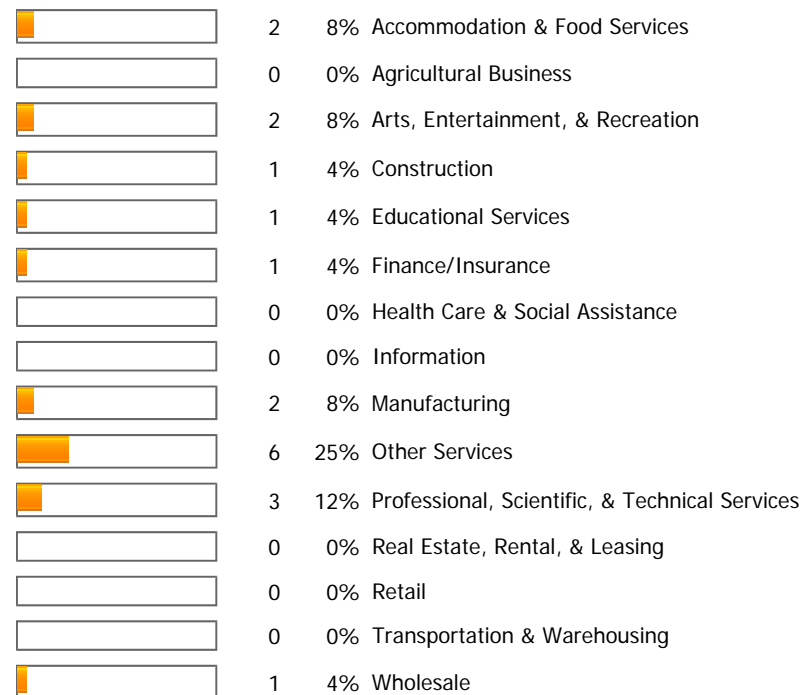 2 8% Accommodation & Food Services
0 0% Agricultural Business
2 8% Arts, Entertainment, & Recreation
1 4% Construction
1 4% Educational Services
1 4% Finance/Insurance
0 0% Health Care & Social Assistance
0 0% Information
2 8% Manufacturing
6 25% Other Services
3 12% Professional, Scientific, & Technical Services
0 0% Real Estate, Rental, & Leasing
0 0% Retail
0 0% Transportation & Warehousing
1 4% Wholesale